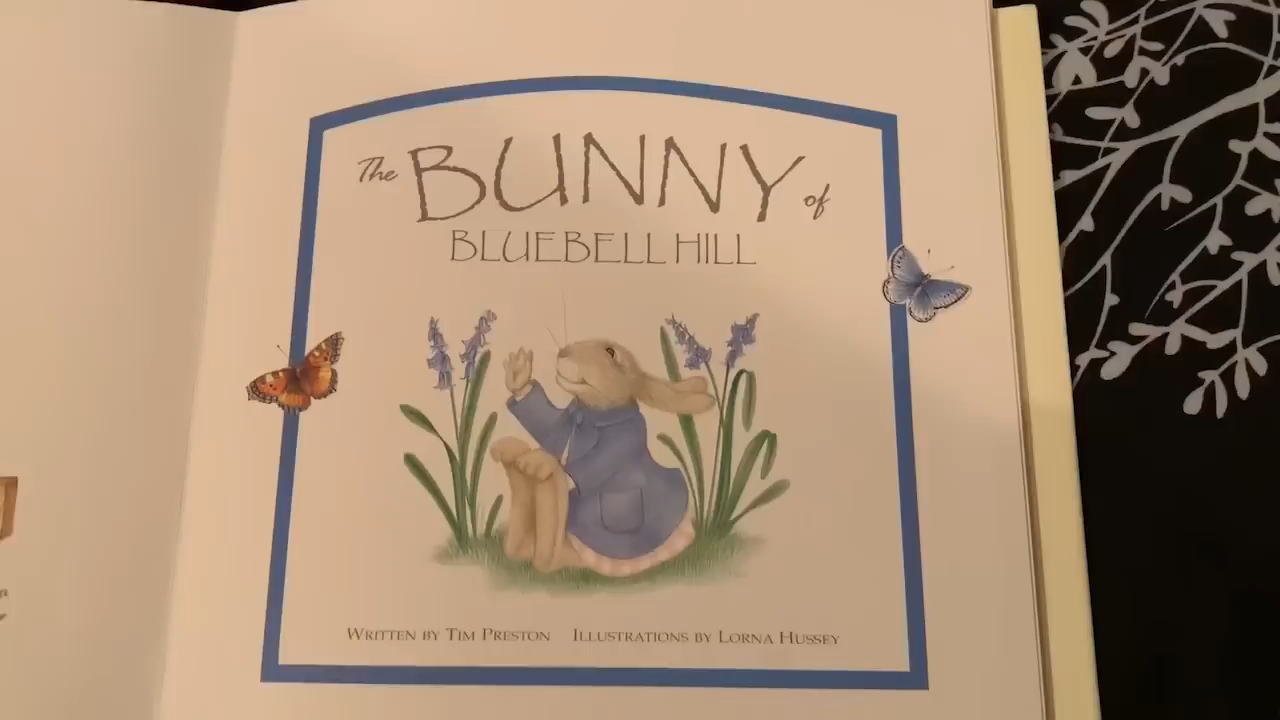 The BUNNY of
BLUEBELL HILL
WRITTEN BY TIM PRESTON ILLUSTRATIONS BY LORNA HUSSEY